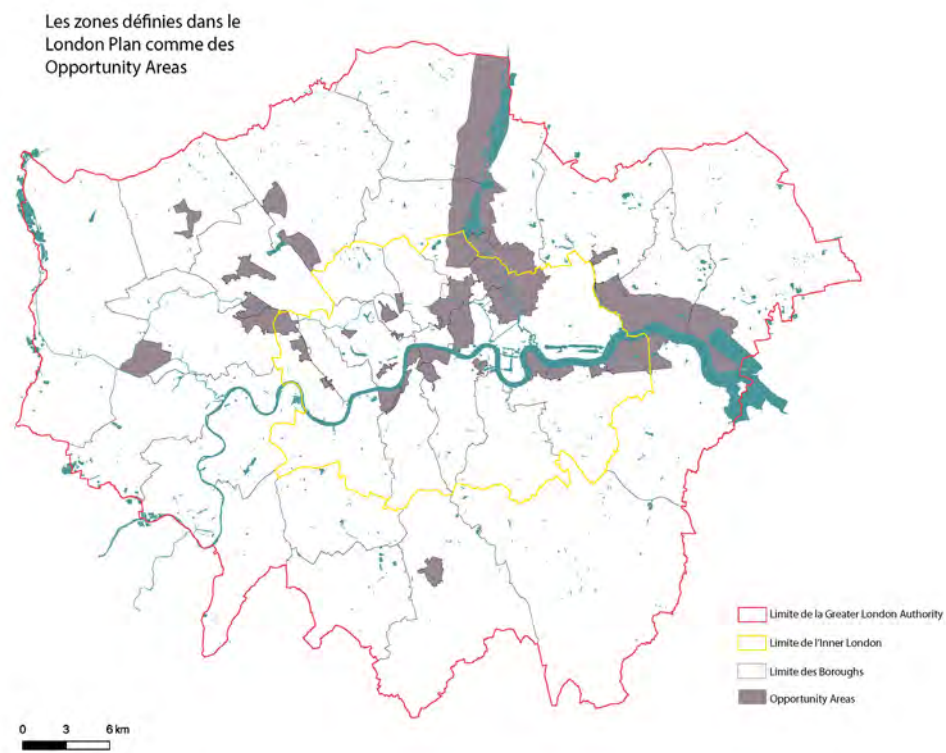 Les zones définies dans le
London Plan comme des
Opportunity Areas
Limite de la Greater London Authority
Limite de l'Inner London
Limite des Boroughs
Opportunity Areas
0 3 6 km